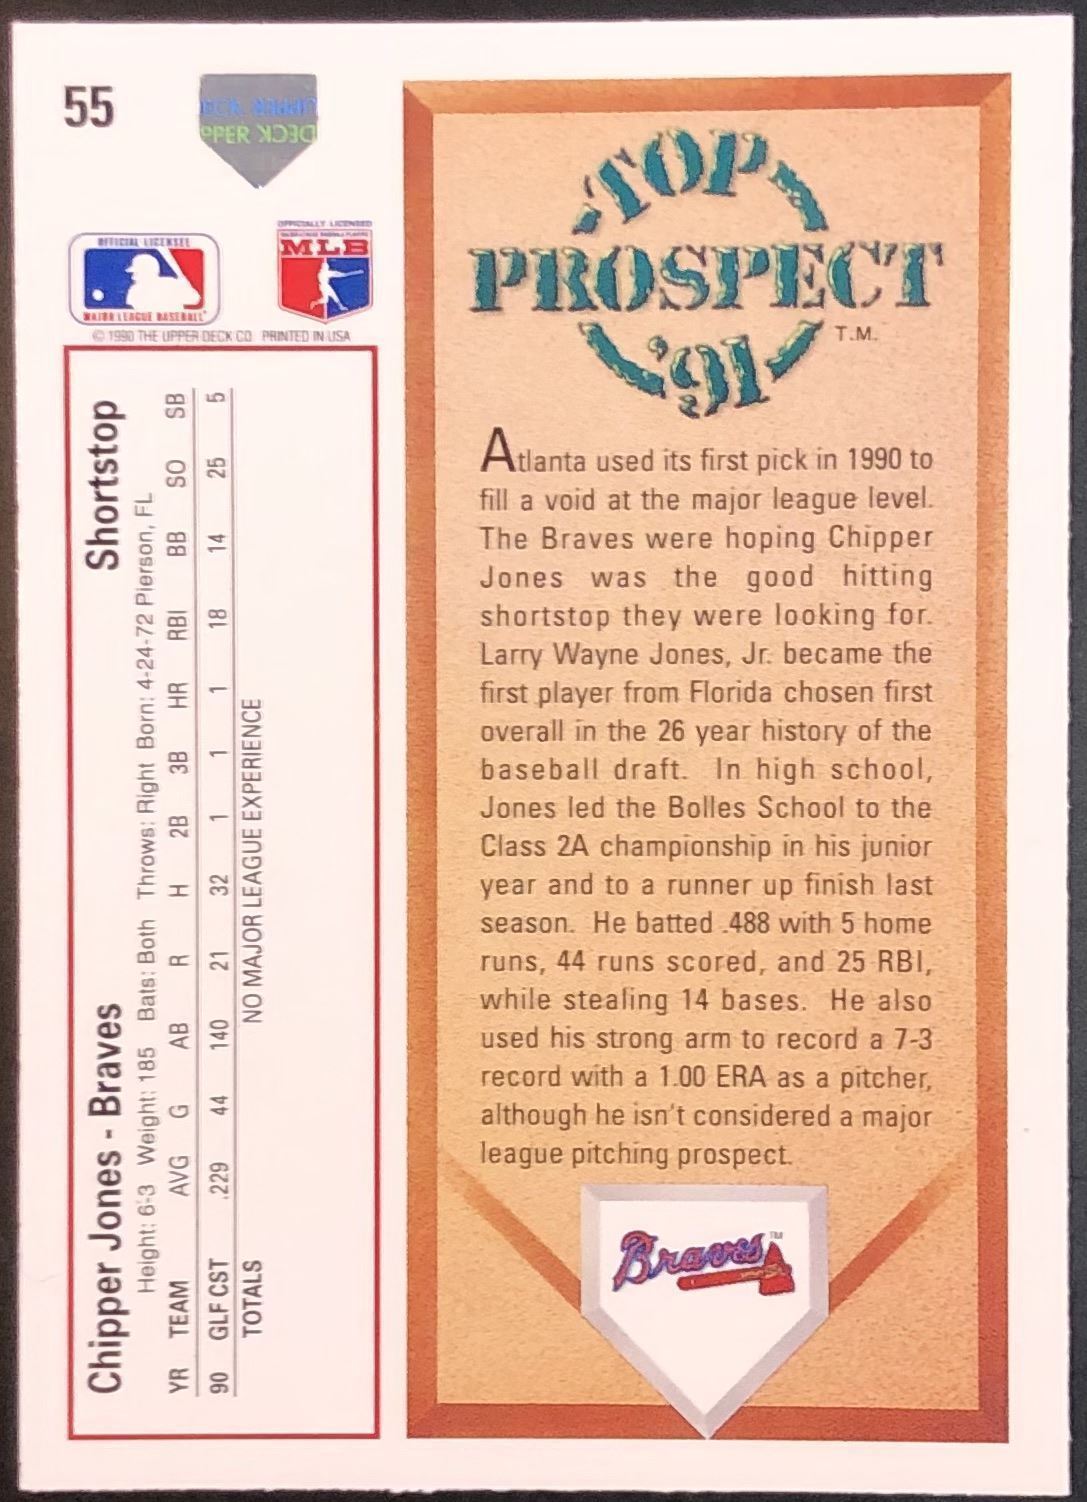 55
UPPER DECK
UPPER DECK
OFFICIAL LICENSEE
MAJOR LEAGUE BASEBALL
OFFICIALLY LICENSED
MLB
© 1990 THE UPPER DECK CO. PRINTED IN USA
Chipper Jones - Braves Shortstop
Height: 6-3 Weight: 185 Bats: Both Throws: Right Born: 4-24-72 Pierson, FL
YR TEAM AVG G AB R H 2B 3B HR RBI BB SO SB
90 GLF CST .229 44 140 21 32 1 1 1 18 14 25 5
TOTALS NO MAJOR LEAGUE EXPERIENCE
TOP
PROSPECT
'91
T.M.
Atlanta used its first pick in 1990 to
fill a void at the major league level.
The Braves were hoping Chipper
Jones was the good hitting
shortstop they were looking for.
Larry Wayne Jones, Jr. became the
first player from Florida chosen first
overall in the 26 year history of the
baseball draft. In high school,
Jones led the Bolles School to the
Class 2A championship in his junior
year and to a runner up finish last
season. He batted .488 with 5 home
runs, 44 runs scored, and 25 RBI,
while stealing 14 bases. He also
used his strong arm to record a 7-3
record with a 1.00 ERA as a pitcher,
although he isn't considered a major
league pitching prospect.
Braves TM